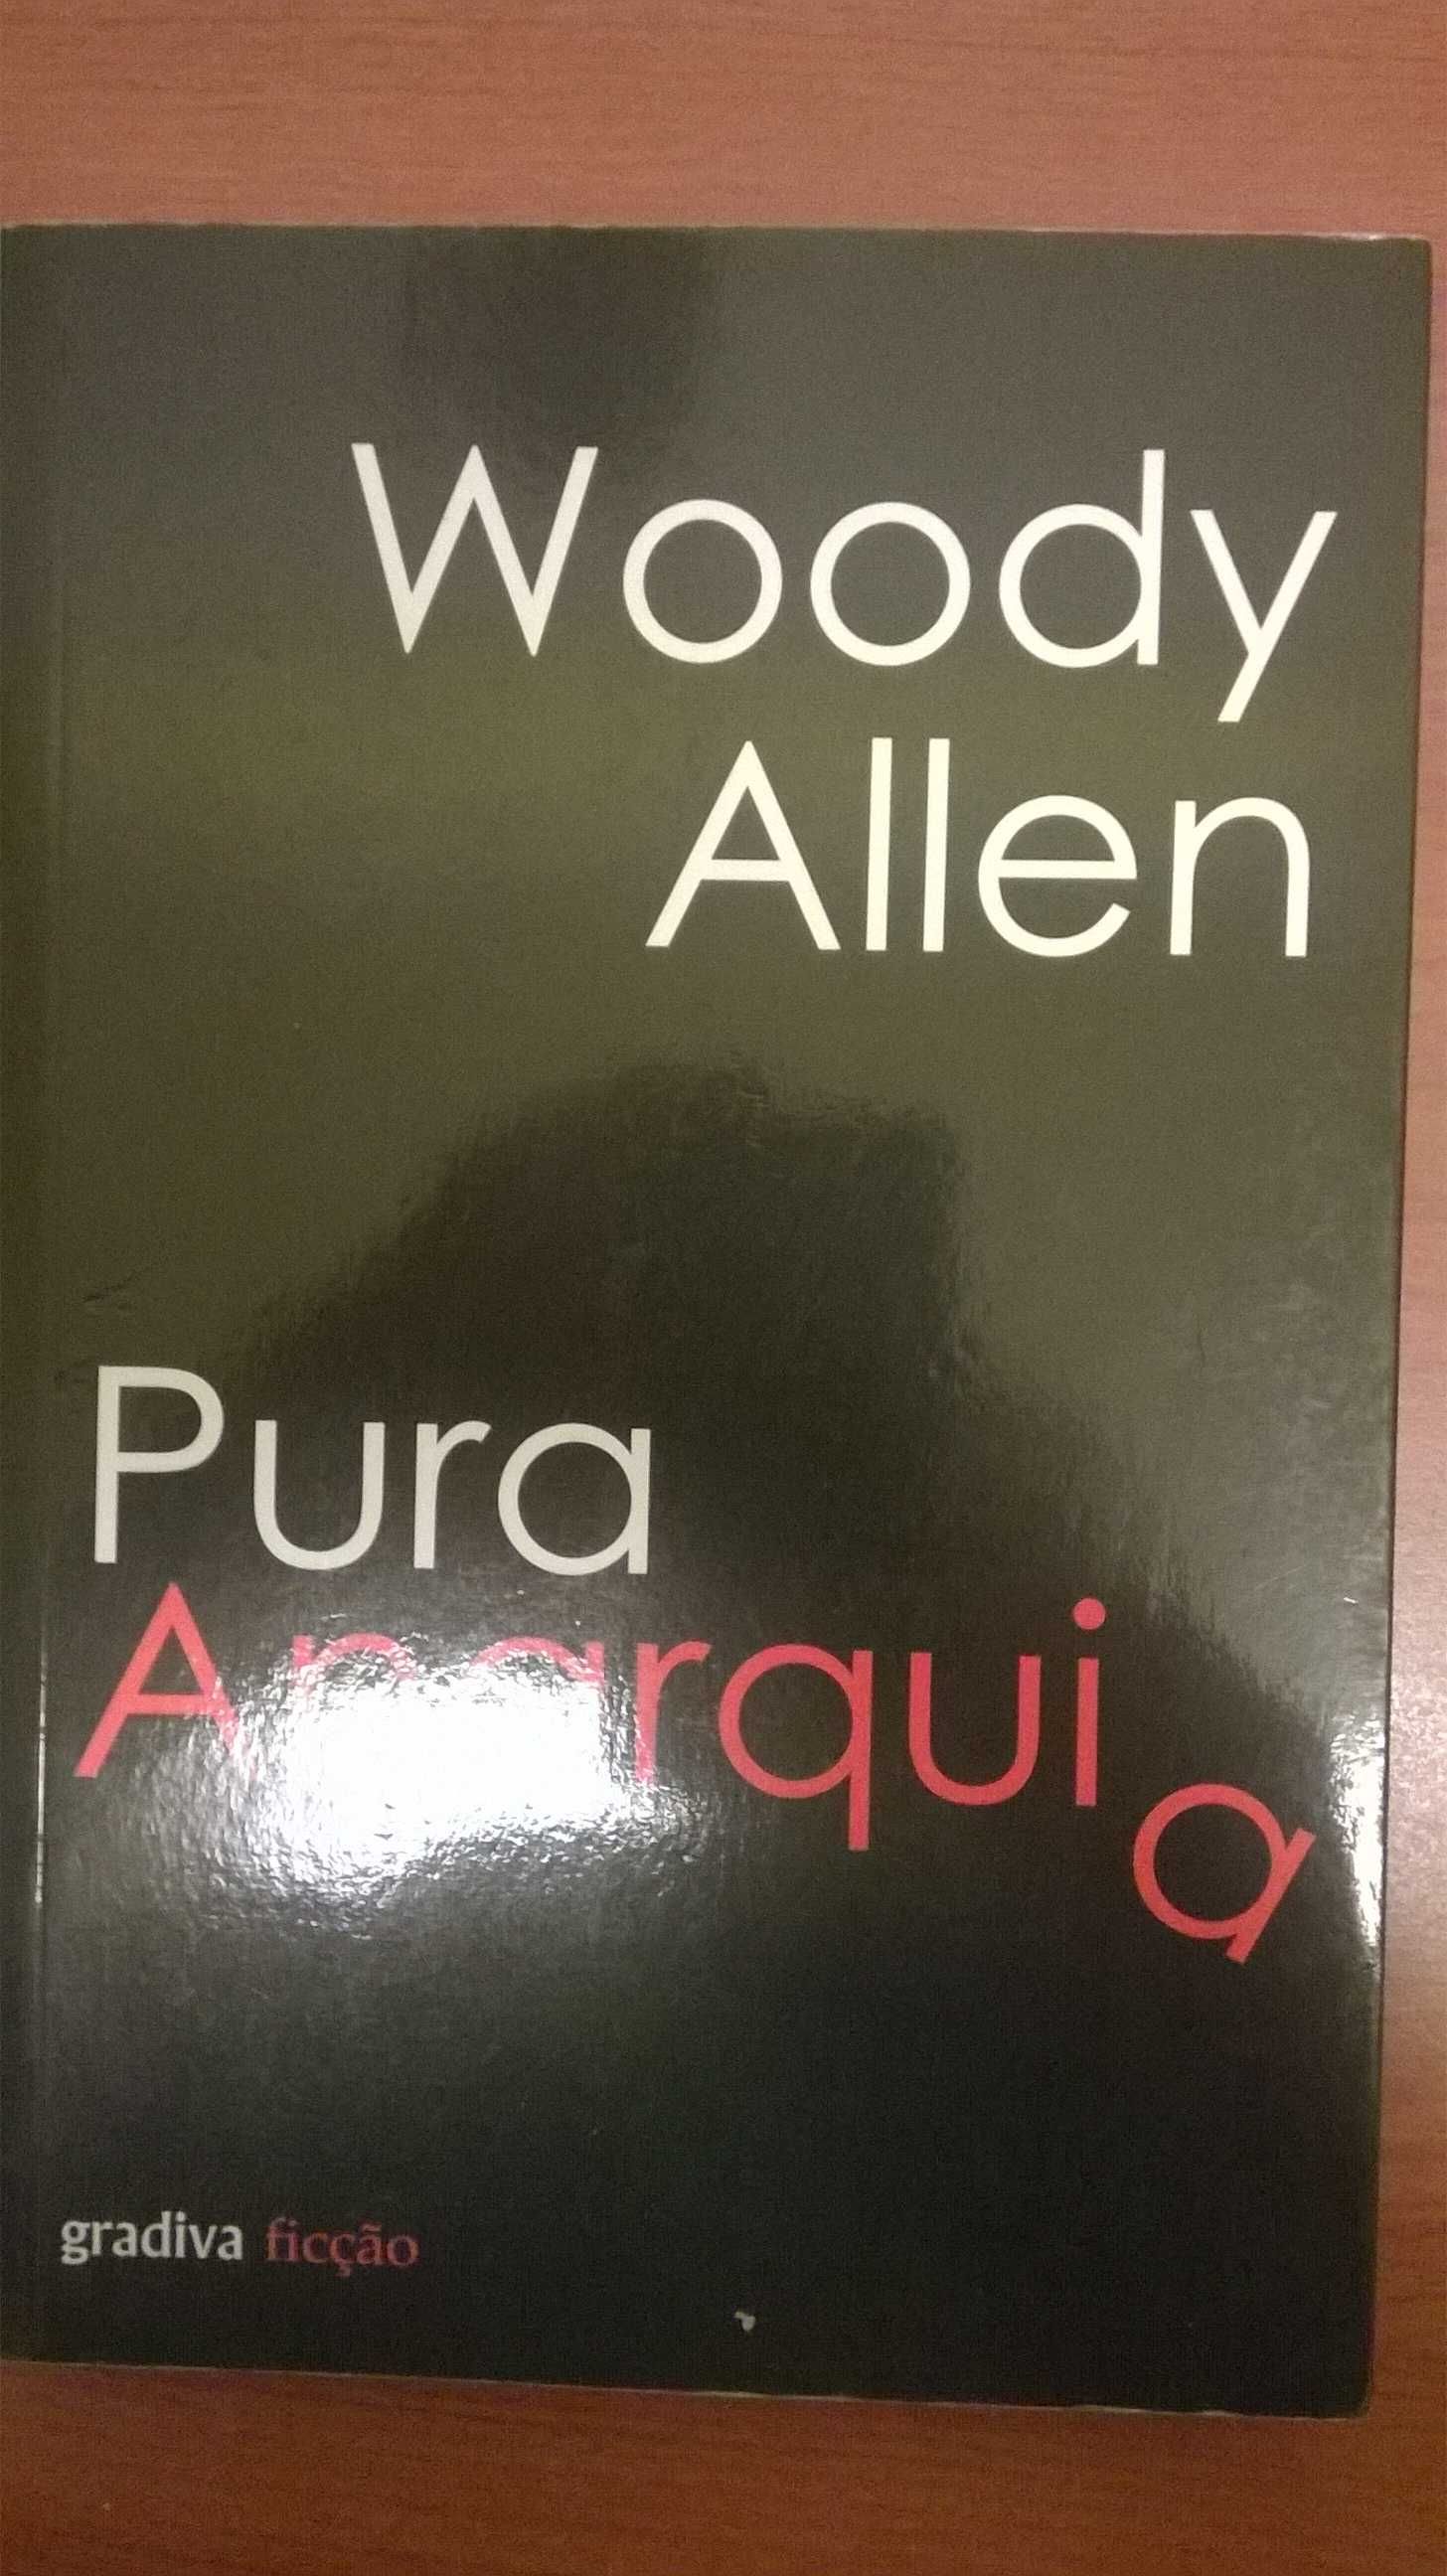 Woody
Allen
Pura
Anarquia
gradiva ficção